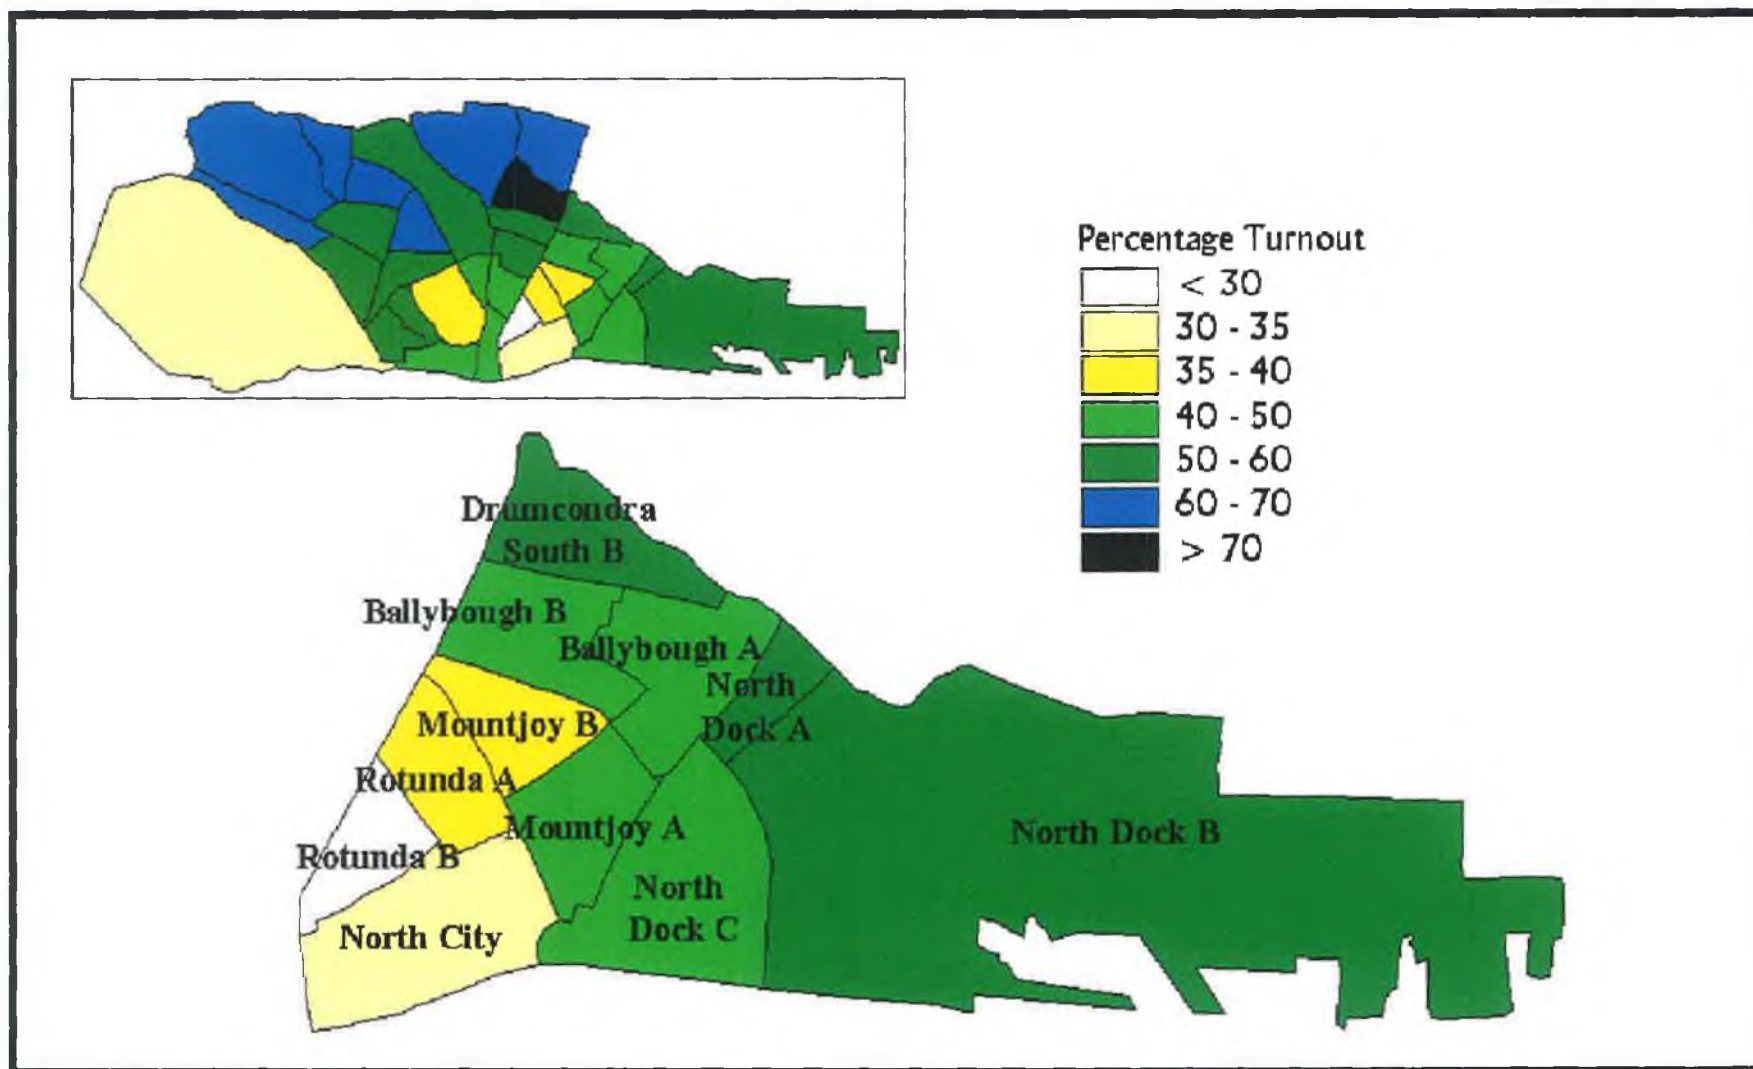 Percentage Turnout
< 30
30 - 35
35 - 40
40 - 50
50 - 60
60 - 70
> 70
Drumcondra
South B
Ballybough B
Ballybough A
North
Dock A
Mountjoy B
Rotunda A
Mountjoy A
North Dock B
Rotunda B
North
Dock C
North City